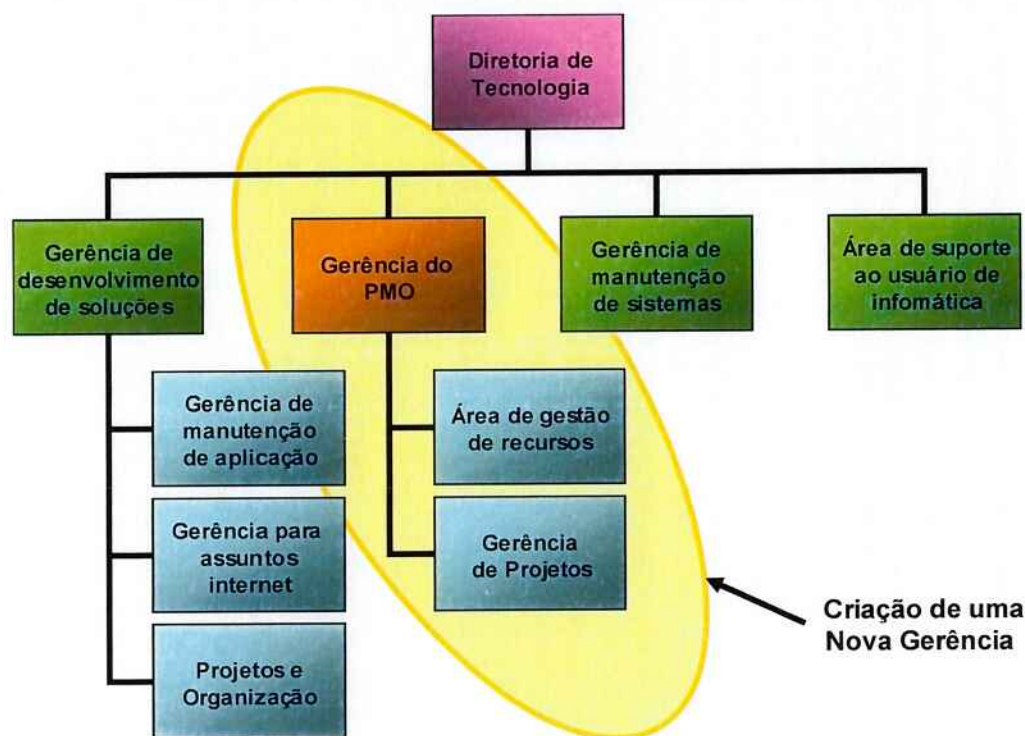 Diretoria de
Tecnologia
Gerência de
desenvolvimento
de soluções
Gerência do
PMO
Gerência de
manutenção
de sistemas
Área de suporte
ao usuário de
infomática
Gerência de
manutenção
de aplicação
Gerência para
assuntos
internet
Projetos e
Organização
Área de gestão
de recursos
Gerência
de Projetos
Criação de uma
Nova Gerência